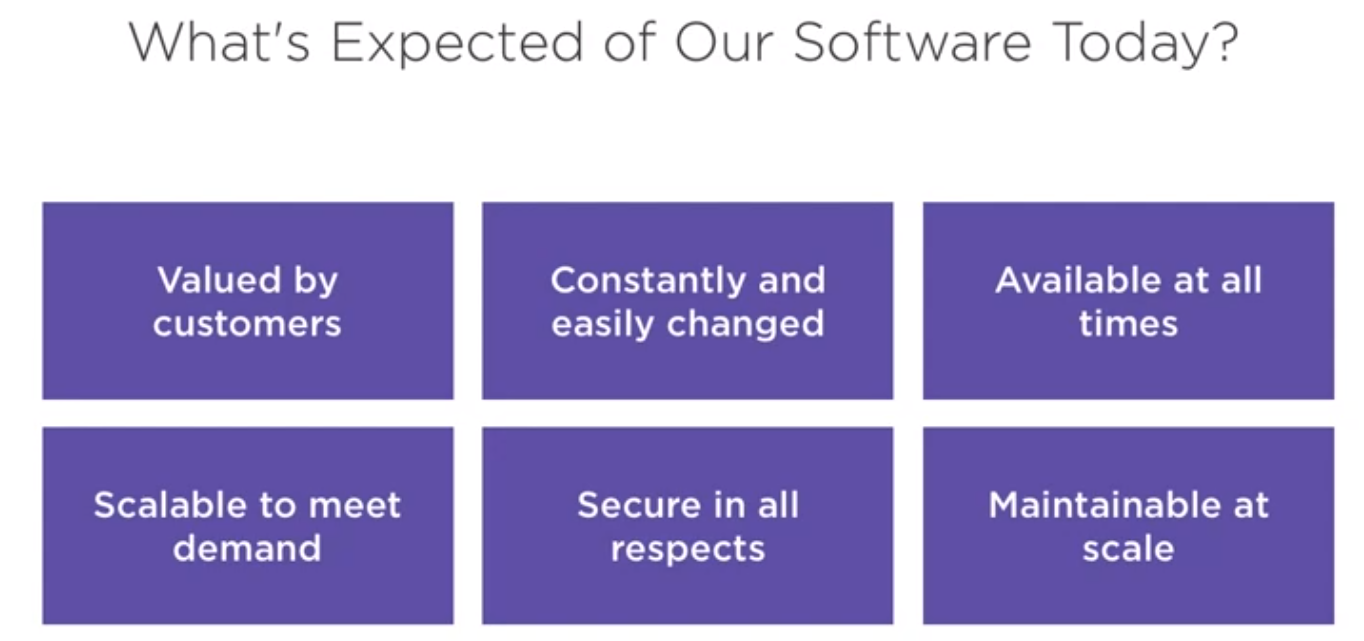 What's Expected of Our Software Today?
Valued by
customers
Constantly and
easily changed
Available at all
times
Scalable to meet
demand
Secure in all
respects
Maintainable at
scale